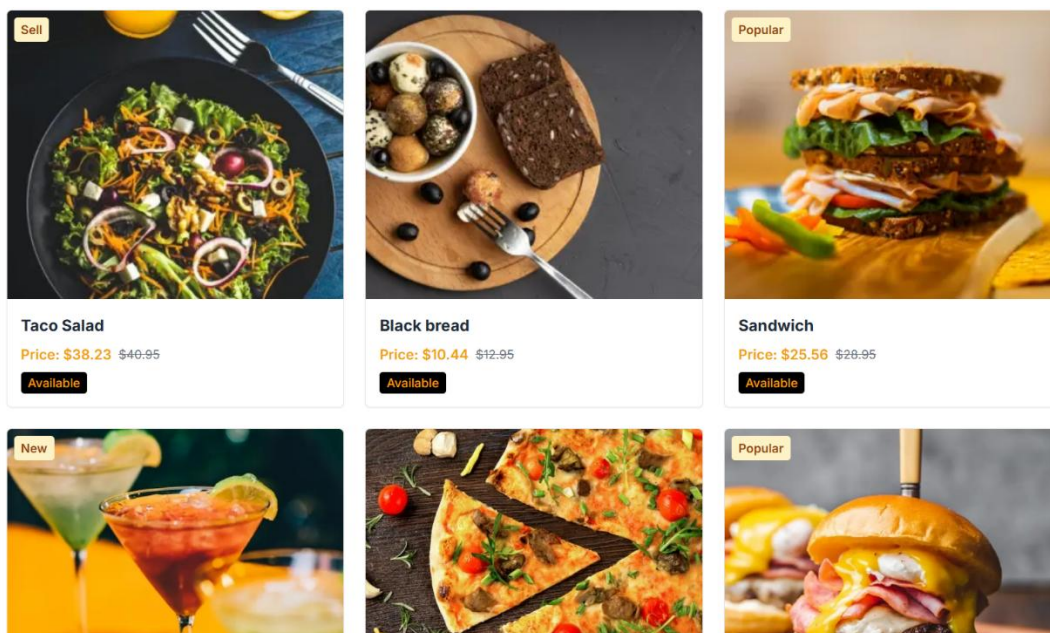 Sell
Popular
Taco Salad
Black bread
Sandwich
Price: $38.23 $40.95
Price: $10.44 $12.95
Price: $25.56 $28.95
Available
Available
Available
New
Popular